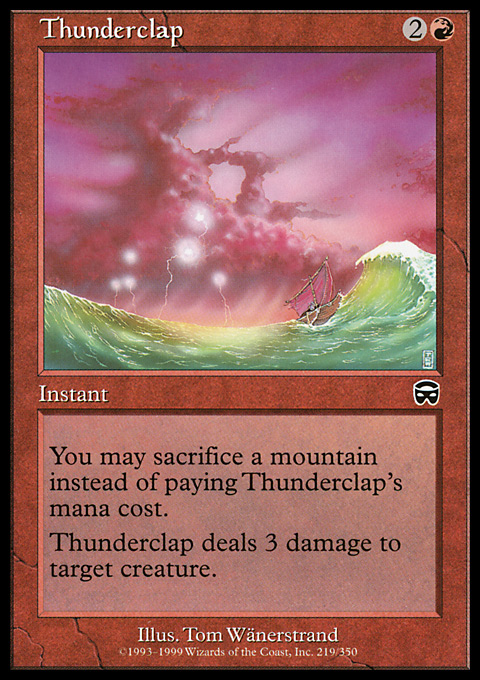 Thunderclap 2
Instant
You may sacrifice a mountain
instead of paying Thunderclap's
mana cost.
Thunderclap deals 3 damage to
target creature.
Illus. Tom Wänerstrand
©1993–1999 Wizards of the Coast, Inc. 219/350